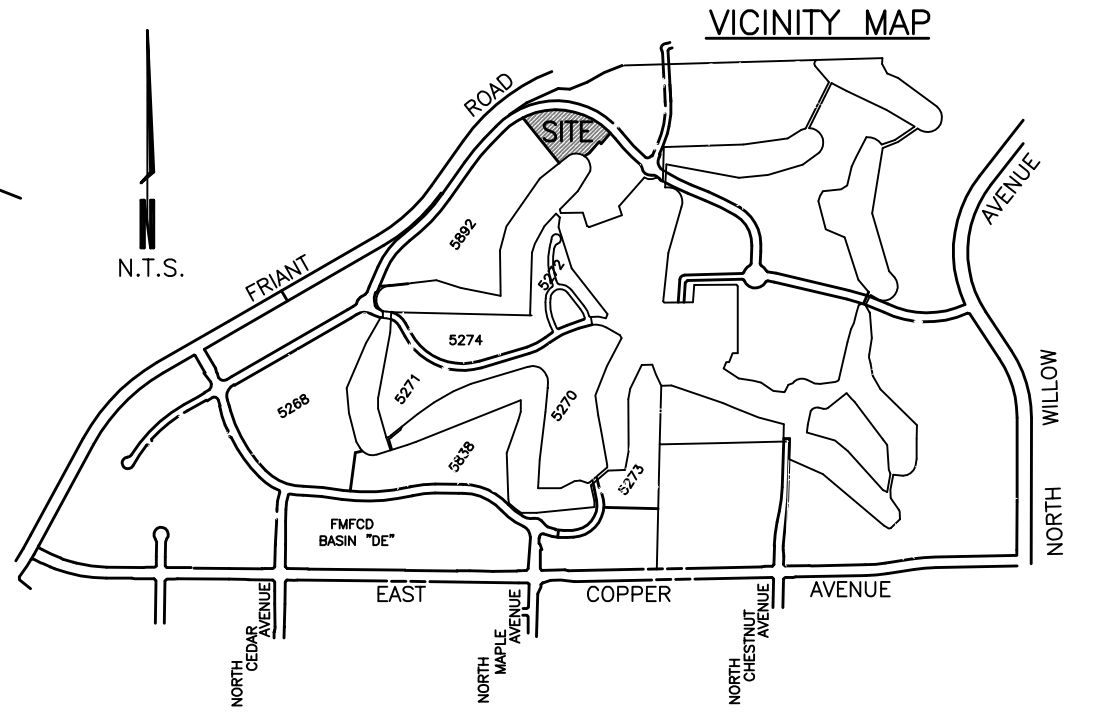 VICINITY MAP
ROAD
SITE
AVENUE
N
N.T.S.
5892
5272
FRIANT
5274
5271
5268
5270
WILLOW
5838
5273
NORTH
FMFCD
BASIN "DE"
EAST
COPPER
AVENUE
NORTH
CEDAR
AVENUE
NORTH
MAPLE
AVENUE
NORTH
CHESTNUT
AVENUE